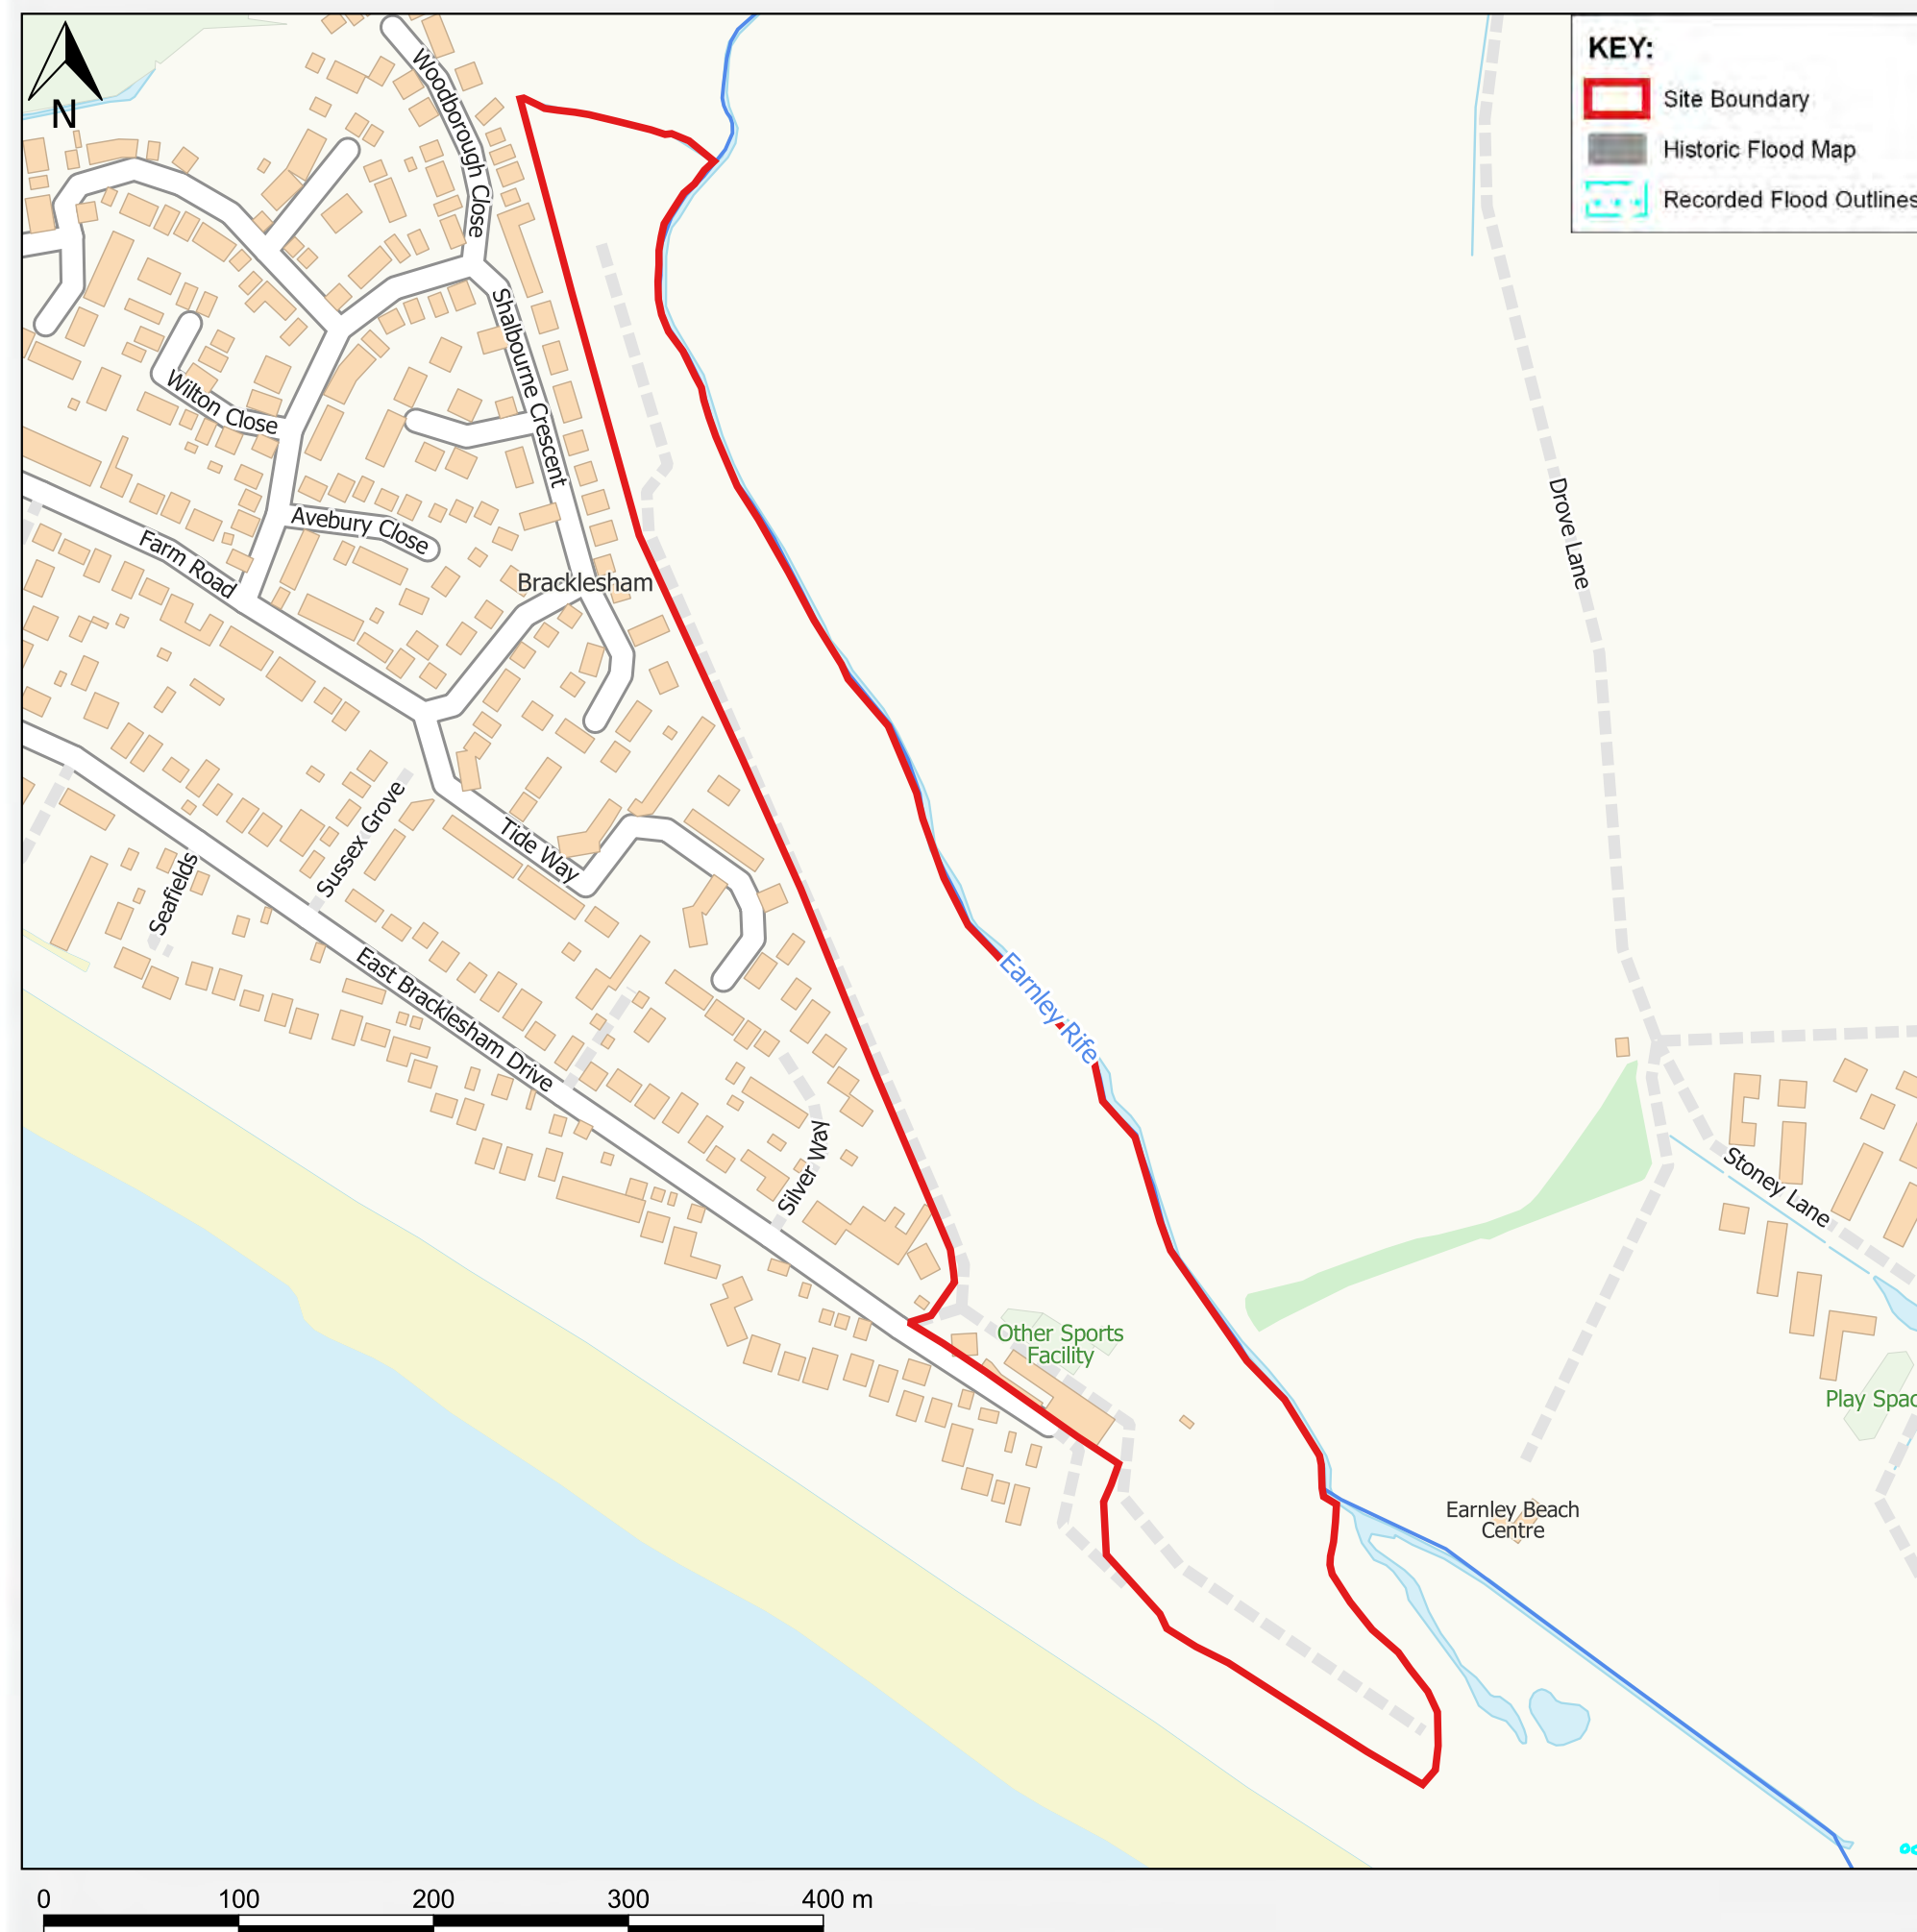 N
KEY:
Site Boundary
Historic Flood Map
Recorded Flood Outlines
Woodborough Close
Shalbourne Crescent
Wilton Close
Avebury Close
Farm Road
Bracklesham
Drove Lane
Tide Way
Sussex Grove
Seafields
East Bracklesham Drive
Earnley Rife
Silver Way
Stoney Lane
Other Sports
Facility
Play Spac
Earnley Beach
Centre
0 100 200 300 400 m